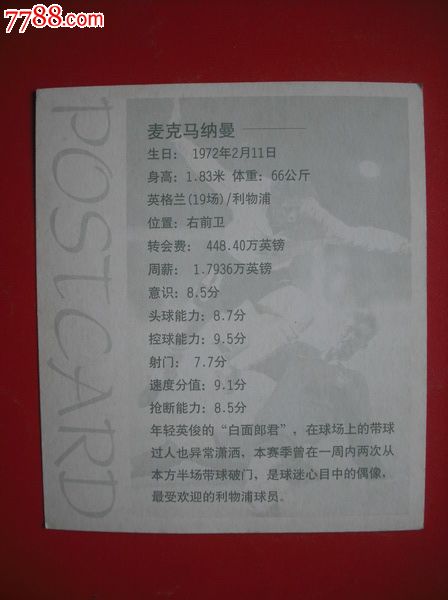 7788.com
POSTCARD
麦克马纳曼
生日： 1972年2月11日
身高：1.83米 体重：66公斤
英格兰(19场)/利物浦
位置：右前卫
转会费： 448.40万英镑
周薪： 1.7936万英镑
意识：8.5分
头球能力：8.7分
控球能力：9.5分
射门： 7.7分
速度分值：9.1分
抢断能力：8.5分
年轻英俊的“白面郎君”，在球场上的带球
过人也异常潇洒，本赛季曾在一周内两次从
本方半场带球破门，是球迷心目中的偶像，
最受欢迎的利物浦球员。